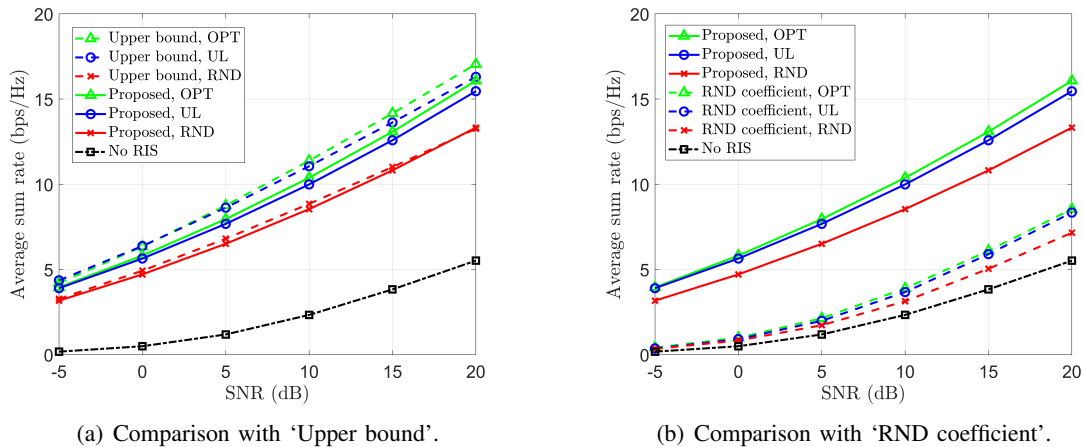 20
15
10
5
0
-5
0
5
10
15
20
Average sum rate (bps/Hz)
SNR (dB)
Upper bound, OPT
Upper bound, UL
Upper bound, RND
Proposed, OPT
Proposed, UL
Proposed, RND
No RIS
(a) Comparison with ‘Upper bound’.
20
15
10
5
0
-5
0
5
10
15
20
Average sum rate (bps/Hz)
SNR (dB)
Proposed, OPT
Proposed, UL
Proposed, RND
RND coefficient, OPT
RND coefficient, UL
RND coefficient, RND
No RIS
(b) Comparison with ‘RND coefficient’.